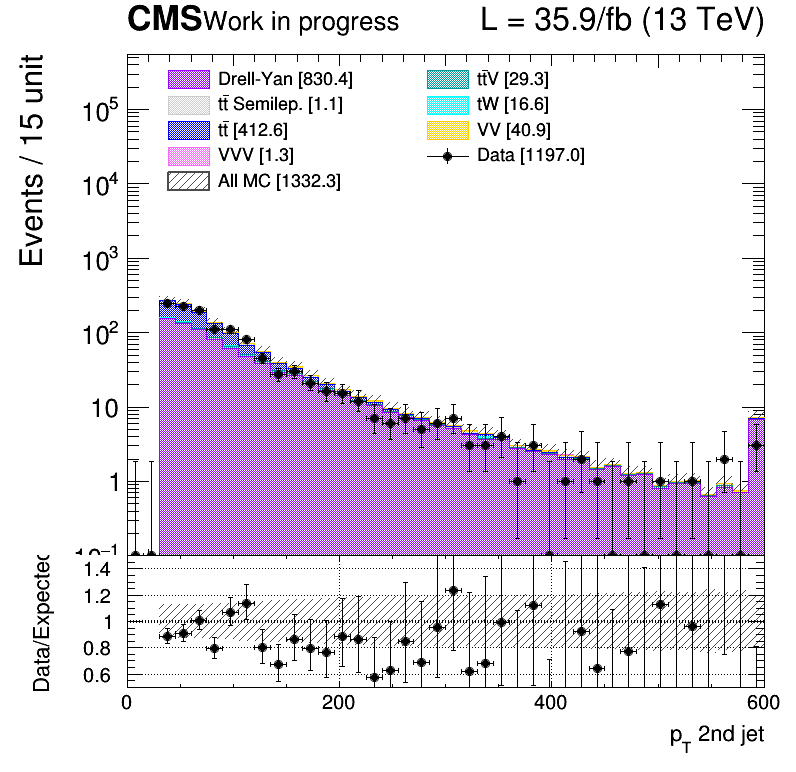 CMS Work in progress L = 35.9/fb (13 TeV)
Events / 15 unit
Drell-Yan [830.4]
tt̄ Semilep. [1.1]
tt̄ [412.6]
VVV [1.3]
All MC [1332.3]
tt̄V [29.3]
tW [16.6]
VV [40.9]
Data [1197.0]
10⁵
10⁴
10³
10²
10
1
10⁻¹
Data/Expected
1.4
1.2
1
0.8
0.6
0 200 400 600
p_T 2nd jet